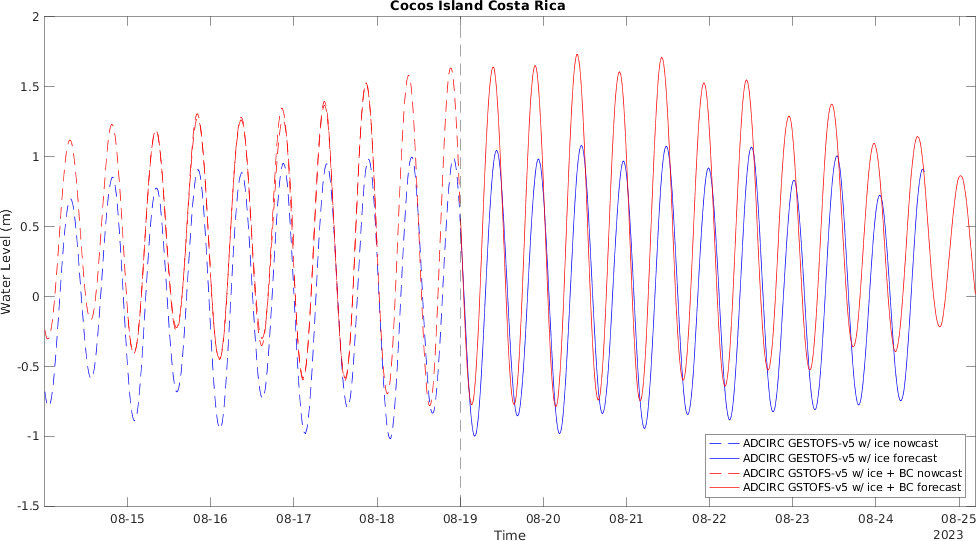 Cocos Island Costa Rica
2
1.5
1
0.5
0
-0.5
-1
-1.5
Water Level (m)
ADCIRC GESTOFS-v5 w/ ice nowcast
ADCIRC GESTOFS-v5 w/ ice forecast
ADCIRC GSTOFS-v5 w/ ice + BC nowcast
ADCIRC GSTOFS-v5 w/ ice + BC forecast
08-15 08-16 08-17 08-18 08-19 08-20 08-21 08-22 08-23 08-24 08-25
Time 2023